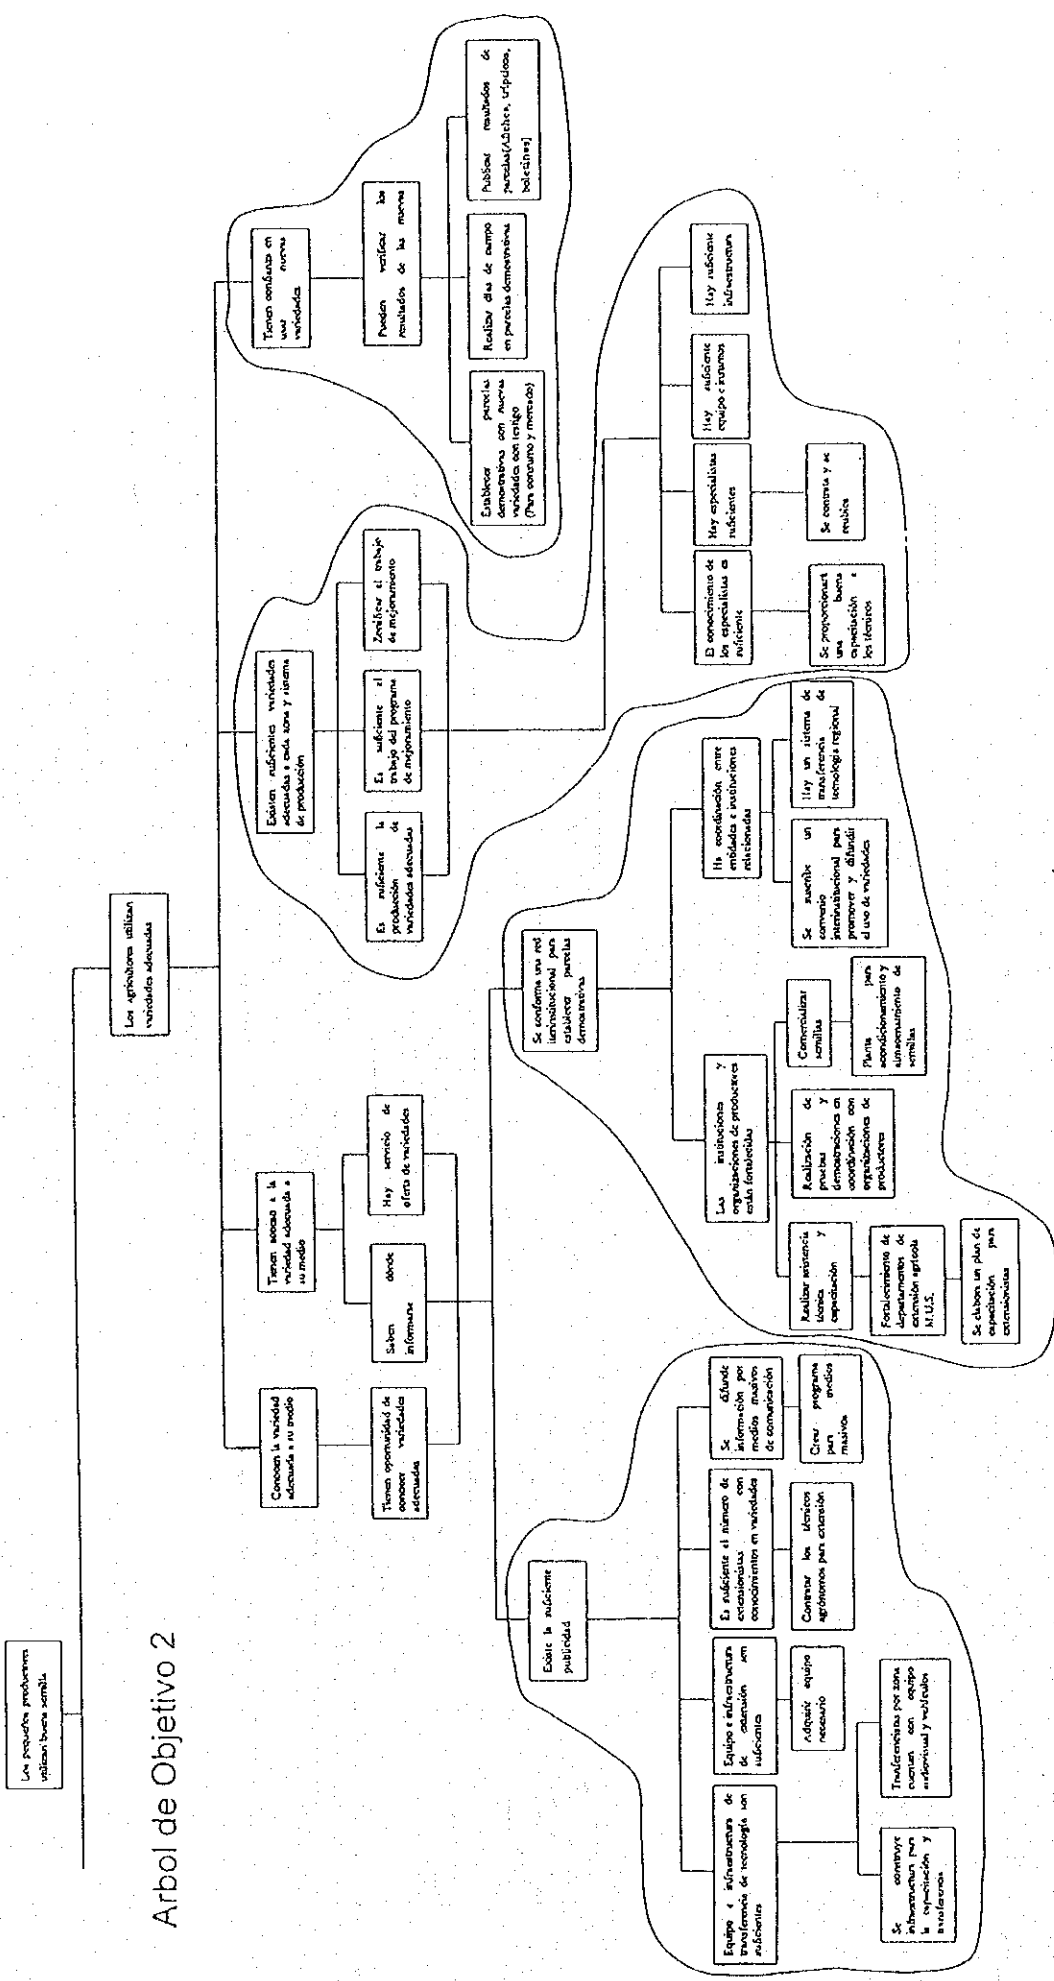 Arbol de Objetivo 2
Los pequeños productores
utilizan buena semilla
Los agricultores utilizan
variedades adecuadas
Conocen la variedad
adecuada a su medio
Tienen acceso a la
variedad adecuada a
su medio
Existen suficientes variedades
adecuadas a cada zona y sistema
de producción
Tienen confianza en
usar nuevas
variedades
Tienen oportunidad de
conocer variedades
adecuadas
Saben dónde
informarse
Hay servicio de
oferta de variedades
Es suficiente la
producción de
variedades adecuadas
Es suficiente el
trabajo del programa
de mejoramiento
Zonificar el trabajo
de mejoramiento
Pueden verificar los
resultados de las nuevas
Establecer parcelas
demostrativas con nuevas
variedades con testigo
(Para consumo y mercado)
Realizar días de campo
en parcelas demostrativas
Publicar resultados de
parcelas[Afiches, trípticos,
boletines]
Existe la suficiente
publicidad
Se conforma una red
interinstitucional para
establecer parcelas
demostrativas
Equipo e infraestructura de
transferencia de tecnología son
suficientes
Equipo e infraestructura
de extensión son
suficientes
Es suficiente el número de
extensionistas con
conocimientos en variedades
Se difunde
información por
medios masivos
de comunicación
Las instituciones y
organizaciones de productores
están fortalecidas
Ha coordinación entre
entidades e instituciones
relacionadas
El conocimiento de
los especialistas es
suficiente
Hay especialistas
suficientes
Hay suficiente
equipo e insumos
Hay suficiente
infraestructura
Adquirir equipo
necesario
Contratar los técnicos
agrónomos para extensión
Crear programa
para medios
masivos
Realizar asistencia
técnica y
capacitación
Realización de
pruebas y
demostraciones en
coordinación con
organizaciones de
productores
Comercializar
semillas
Se suscribe un
convenio
interinstitucional para
promover y difundir
el uso de variedades
Hay un sistema de
transferencia de
tecnología regional
Se proporcionará
una buena
capacitación a
los técnicos
Se contrata y se
reubica
Se construye
infraestructura para
la capacitación y
transferencia
Transferencistas por zona
cuentan con equipo
audiovisual y vehículos
Fortalecimiento de
departamentos de
extensión agrícola
M.U.S.
Planta para
acondicionamiento y
almacenamiento de
semillas
Se elabora un plan de
capacitación para
extensionistas